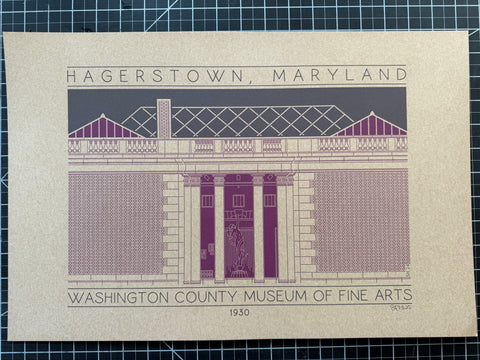 HAGERSTOWN, MARYLAND
WASHINGTON COUNTY MUSEUM OF FINE ARTS
1930